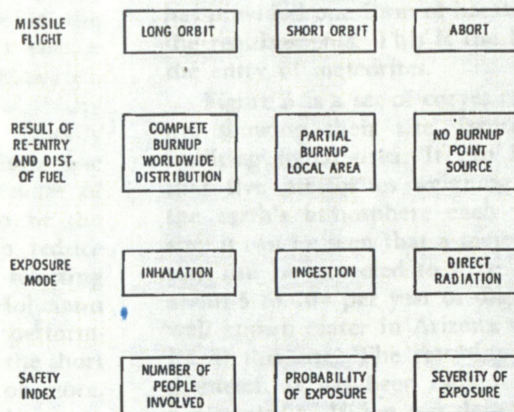 MISSILE
FLIGHT
LONG ORBIT
SHORT ORBIT
ABORT
RESULT OF
RE-ENTRY
AND DIST.
OF FUEL
COMPLETE
BURNUP
WORLDWIDE
DISTRIBUTION
PARTIAL
BURNUP
LOCAL AREA
NO BURNUP
POINT
SOURCE
EXPOSURE
MODE
INHALATION
INGESTION
DIRECT
RADIATION
SAFETY
INDEX
NUMBER OF
PEOPLE
INVOLVED
PROBABILITY
OF EXPOSURE
SEVERITY OF
EXPOSURE